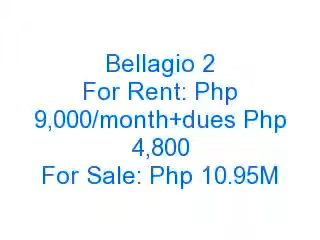 Bellagio 2
For Rent: Php
9,000/month+dues Php
4,800
For Sale: Php 10.95M